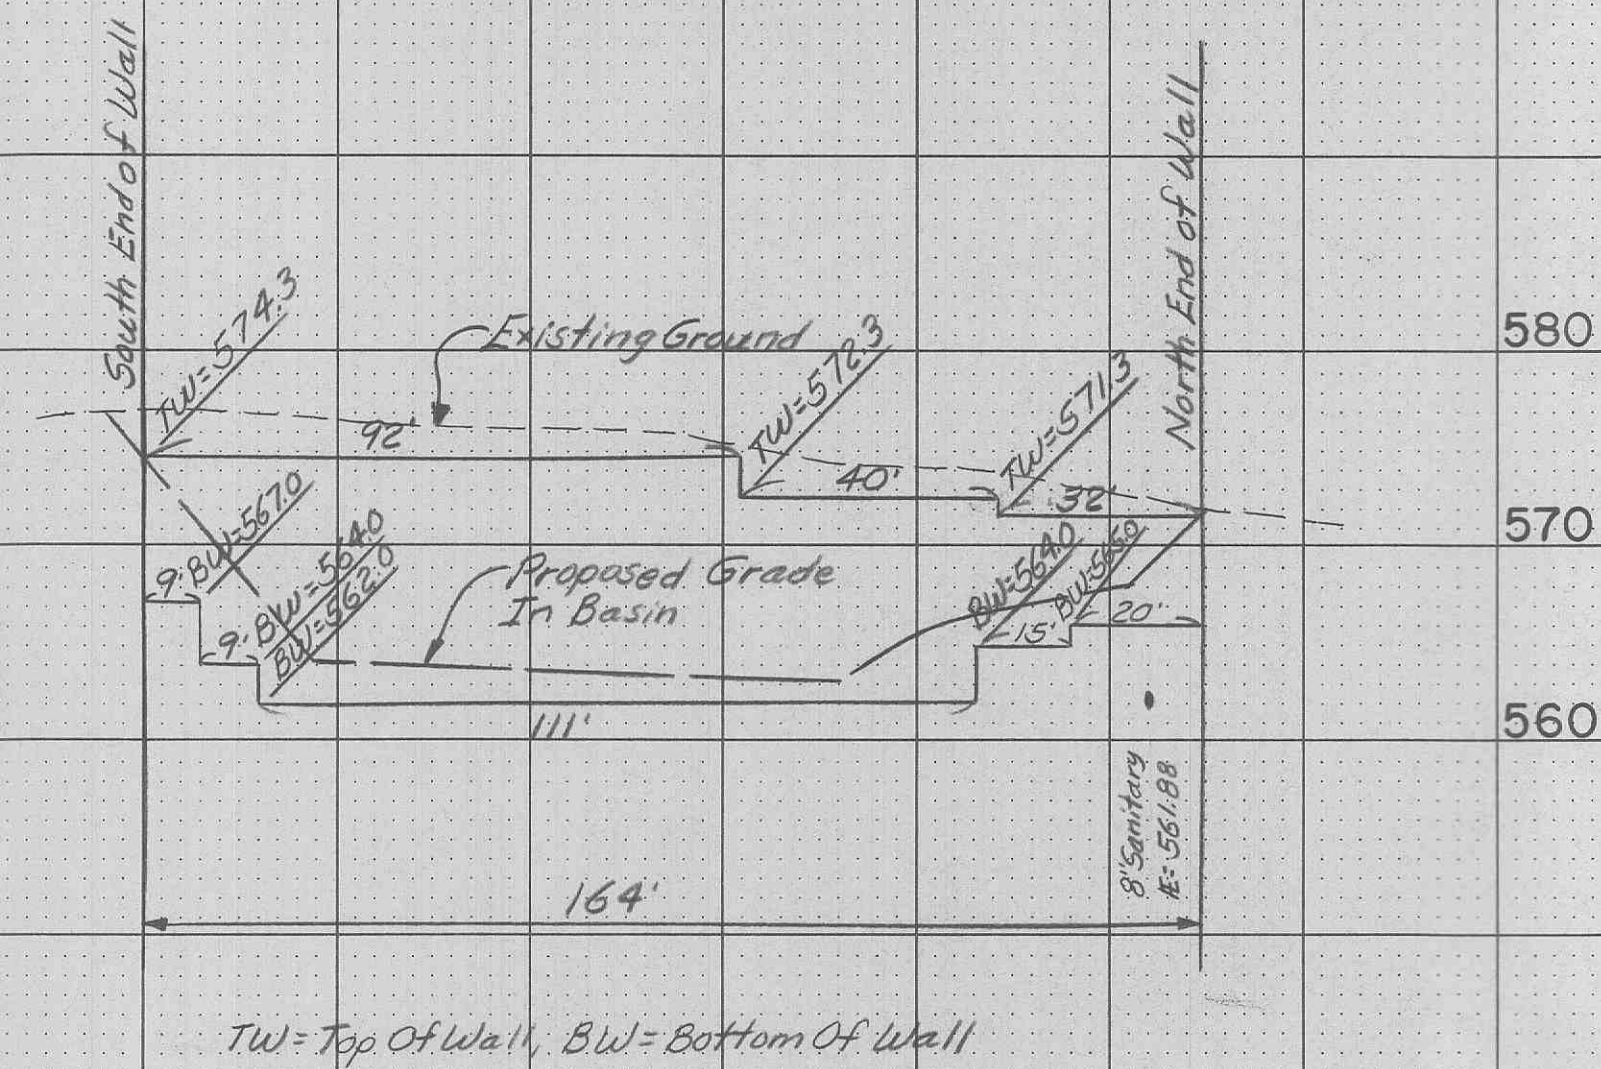 South End of Wall
North End of Wall
TW=574.3
Existing Ground
TW=572.3
TW=571.3
580
92'
40'
32'
570
9'
BW=567.0
9'
BW=564.0
BW=562.0
Proposed Grade
In Basin
BW=564.0
BW=565.0
15'
20'
111'
560
8" Sanitary
IE=561.88
164'
TW=Top Of Wall, BW=Bottom Of Wall